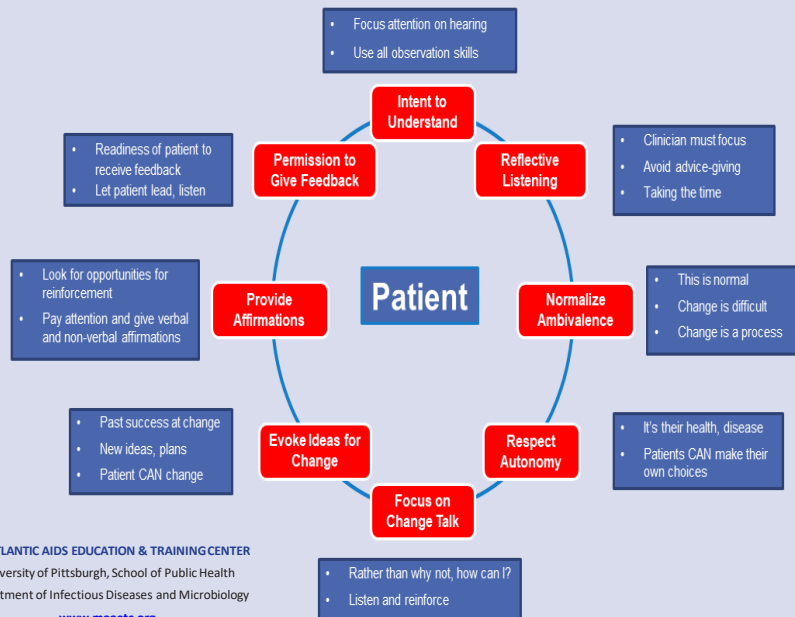 • Focus attention on hearing
• Use all observation skills
Intent to
Understand
Reflective
Listening
• Clinician must focus
• Avoid advice-giving
• Taking the time
Normalize
Ambivalence
• This is normal
• Change is difficult
• Change is a process
Respect
Autonomy
• It's their health, disease
• Patients CAN make their
own choices
Focus on
Change Talk
• Rather than why not, how can I?
• Listen and reinforce
Evoke Ideas for
Change
• Past success at change
• New ideas, plans
• Patient CAN change
Provide
Affirmations
• Look for opportunities for
reinforcement
• Pay attention and give verbal
and non-verbal affirmations
Permission to
Give Feedback
• Readiness of patient to
receive feedback
• Let patient lead, listen
Patient
TLANTIC AIDS EDUCATION & TRAINING CENTER
versity of Pittsburgh, School of Public Health
tment of Infectious Diseases and Microbiology